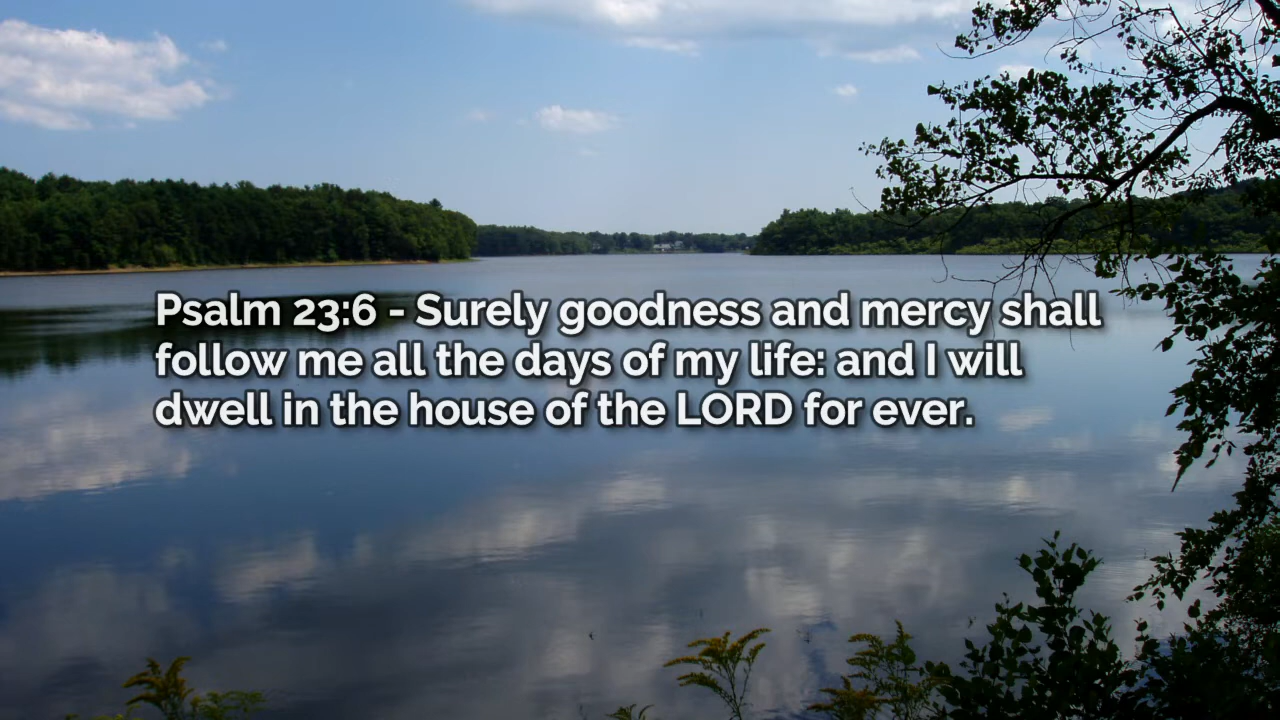 Psalm 23:6 - Surely goodness and mercy shall
follow me all the days of my life: and I will
dwell in the house of the LORD for ever.